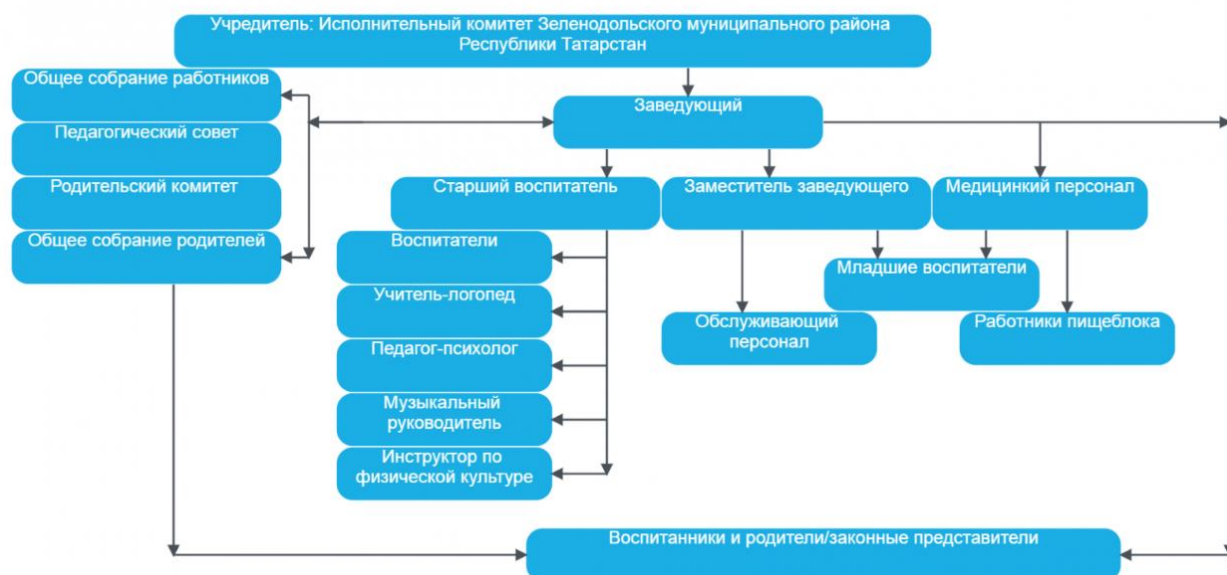 Учредитель: Исполнительный комитет Зеленодольского муниципального района
Республики Татарстан
Общее собрание работников
Педагогический совет
Родительский комитет
Общее собрание родителей
Заведующий
Старший воспитатель
Заместитель заведующего
Медицинкий персонал
Воспитатели
Учитель-логопед
Педагог-психолог
Музыкальный
руководитель
Инструктор по
физической культуре
Младшие воспитатели
Обслуживающий
персонал
Работники пищеблока
Воспитанники и родители/законные представители